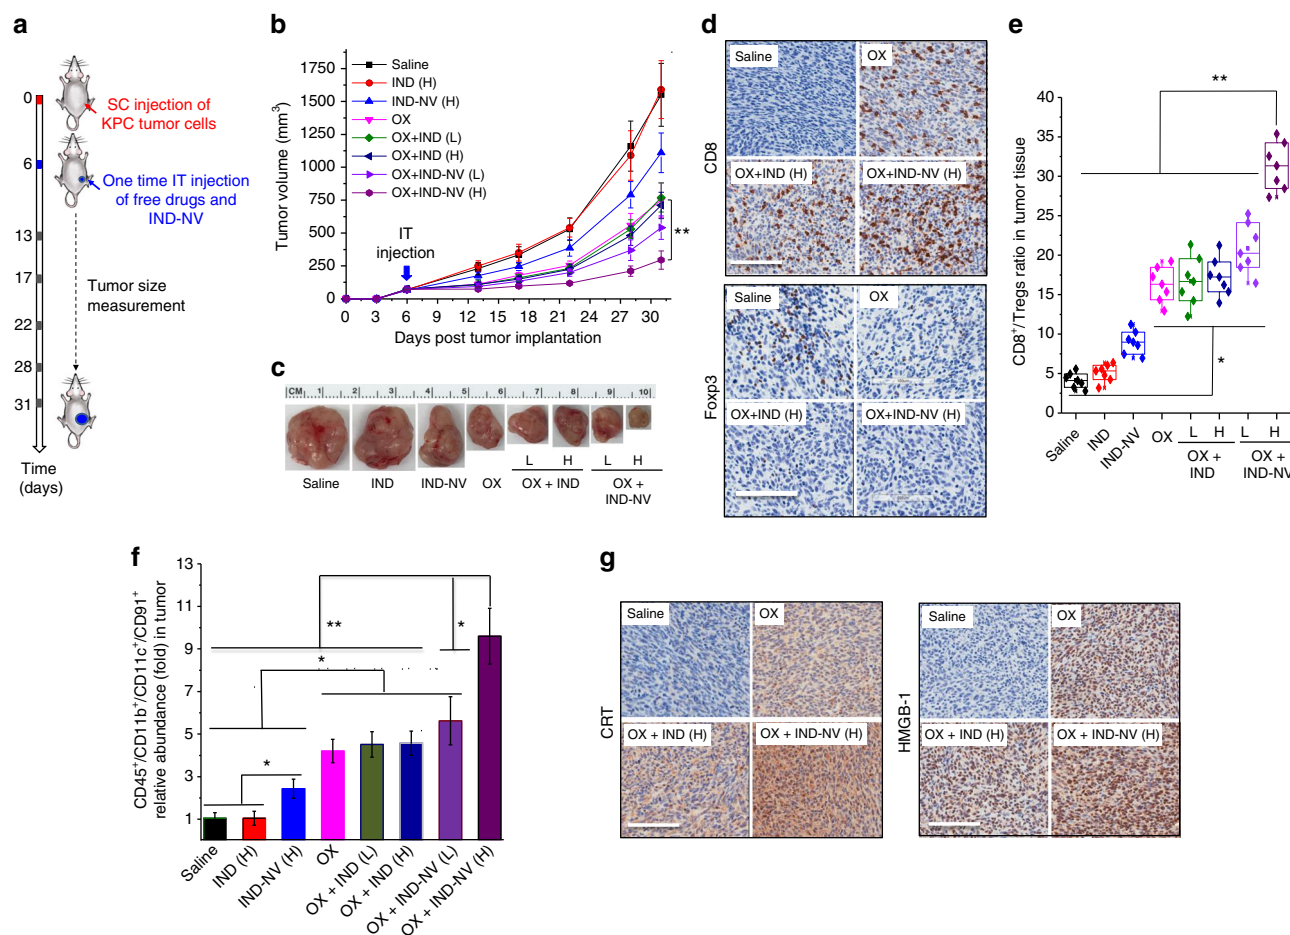 a
0
SC injection of
KPC tumor cells
6
One time IT injection
of free drugs and
IND-NV
13
17
Tumor size
measurement
22
28
31
Time
(days)
b
Tumor volume (mm³)
1750
1500
1250
1000
750
500
250
0
Saline
IND (H)
IND-NV (H)
OX
OX+IND (L)
OX+IND (H)
OX+IND-NV (L)
OX+IND-NV (H)
IT
injection
**
0 3 6 9 12 15 18 21 24 27 30
Days post tumor implantation
c
CM 1 2 3 4 5 6 7 8 9 10
L H L H
Saline IND IND-NV OX OX + IND OX +
IND-NV
d
CD8
Saline OX
OX+IND (H) OX+IND-NV (H)
Foxp3
Saline OX
OX+IND (H) OX+IND-NV (H)
e
CD8⁺/Tregs ratio in tumor tissue
40
35
30
25
20
15
10
5
0
**
*
Saline IND IND-NV OX L H L H
OX +
IND
OX +
IND-NV
f
CD45⁺/CD11b⁺/CD11c⁺/CD91⁺
relative abundance (fold) in tumor
13
11
9
7
5
3
1
**
*
*
*
Saline IND (H) IND-NV (H) OX OX + IND (L) OX + IND (H) OX + IND-NV (L) OX + IND-NV (H)
g
CRT
Saline OX
OX + IND (H) OX + IND-NV (H)
HMGB-1
Saline OX
OX + IND (H) OX + IND-NV (H)